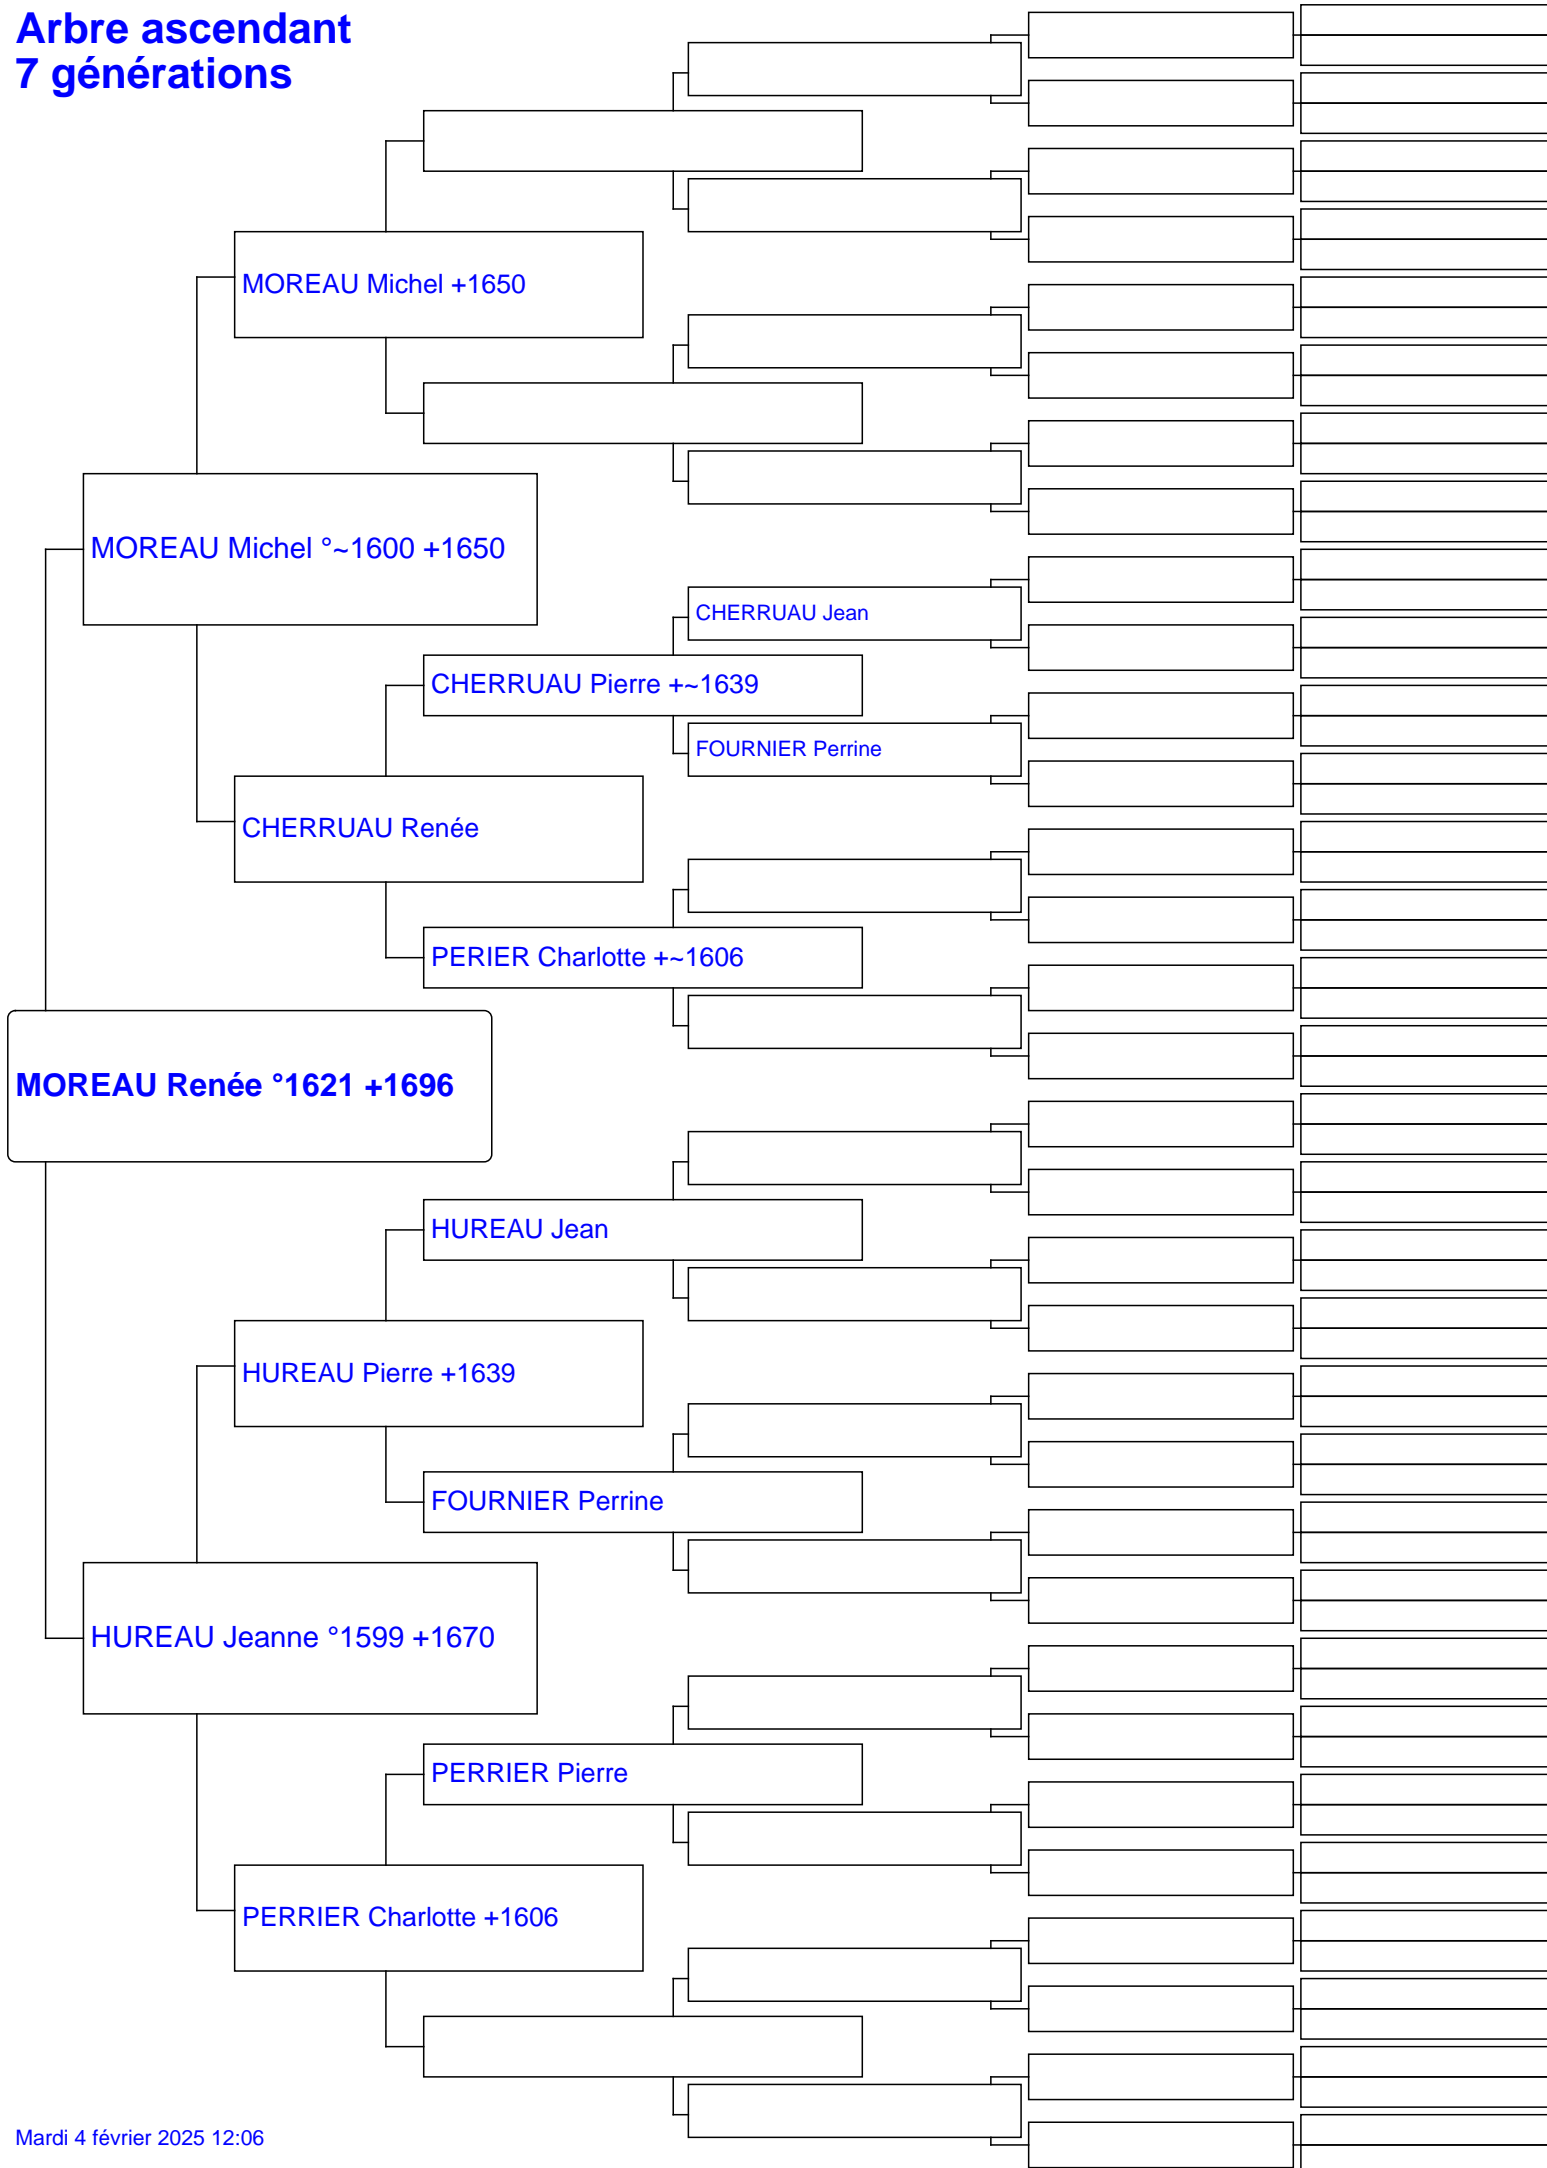 Arbre ascendant
7 générations
MOREAU Michel +1650
MOREAU Michel °~1600 +1650
CHERRUAU Jean
CHERRUAU Pierre +~1639
FOURNIER Perrine
CHERRUAU Renée
PERIER Charlotte +~1606
MOREAU Renée °1621 +1696
HUREAU Jean
HUREAU Pierre +1639
FOURNIER Perrine
HUREAU Jeanne °1599 +1670
PERRIER Pierre
PERRIER Charlotte +1606
Mardi 4 février 2025 12:06